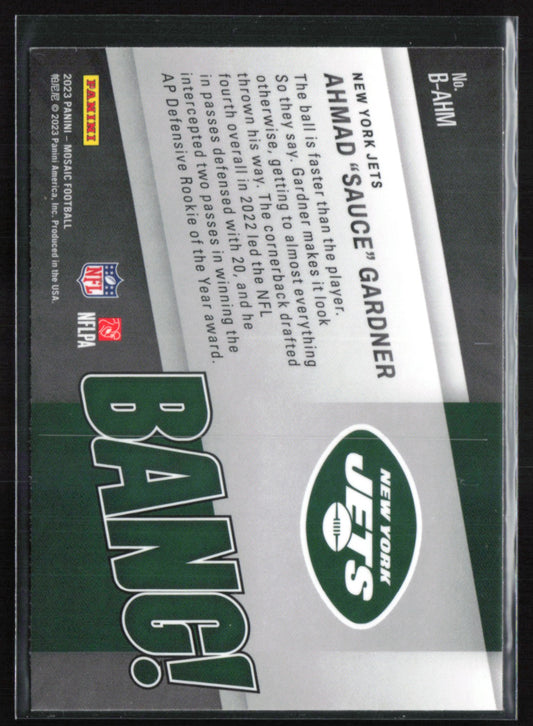 No.
B-AHM
NEW YORK JETS
AHMAD “SAUCE” GARDNER
The ball is faster than the player.
So they say. Gardner makes it look
otherwise, getting to almost everything
thrown his way. The cornerback drafted
fourth overall in 2022 led the NFL
in passes defensed with 20, and he
intercepted two passes in winning the
AP Defensive Rookie of the Year award.
NEW YORK
JETS
BANG!
PANINI
NFL
NFLPA
2023 PANINI – MOSAIC FOOTBALL
帕尼尼 © 2023 Panini America, Inc. Produced in the USA.